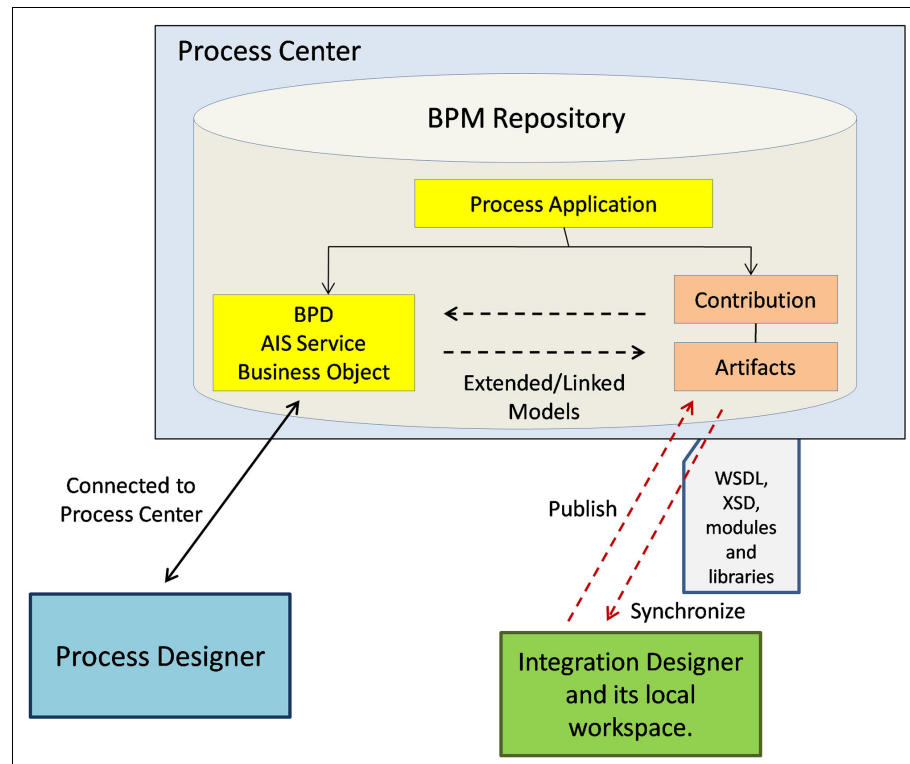 Process Center
BPM Repository
Process Application
BPD
AIS Service
Business Object
Contribution
Artifacts
Extended/Linked
Models
Connected to
Process Center
Publish
WSDL,
XSD,
modules
and
libraries
Synchronize
Process Designer
Integration Designer
and its local
workspace.